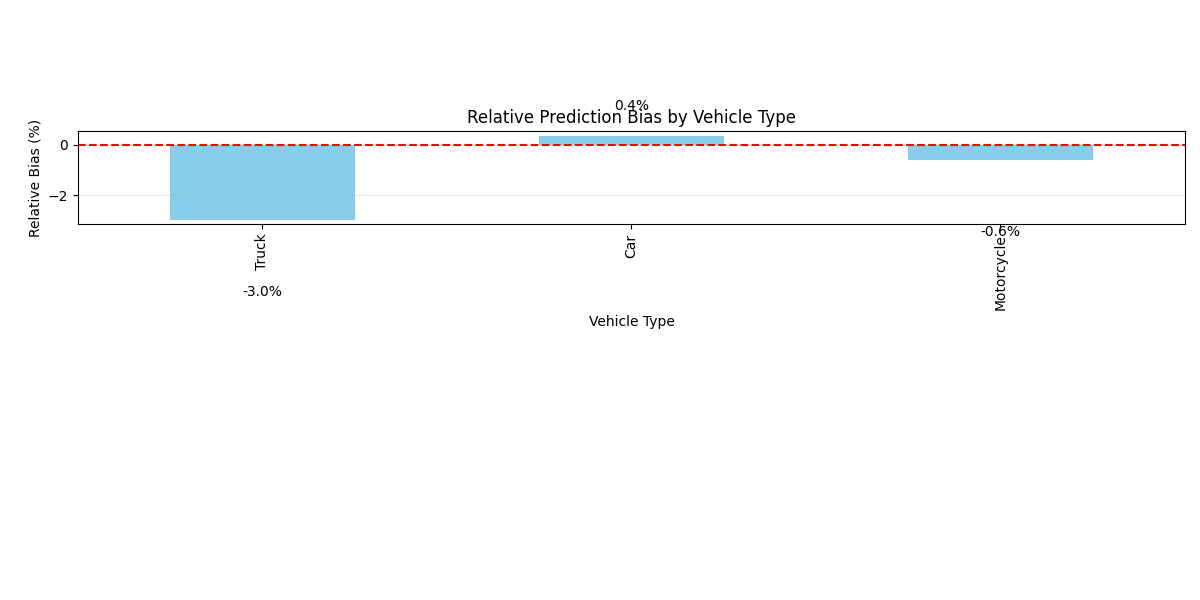 0.4%
Relative Prediction Bias by Vehicle Type
Relative Bias (%)
0
−2
-0.6%
Truck
Car
Motorcycle
-3.0%
Vehicle Type